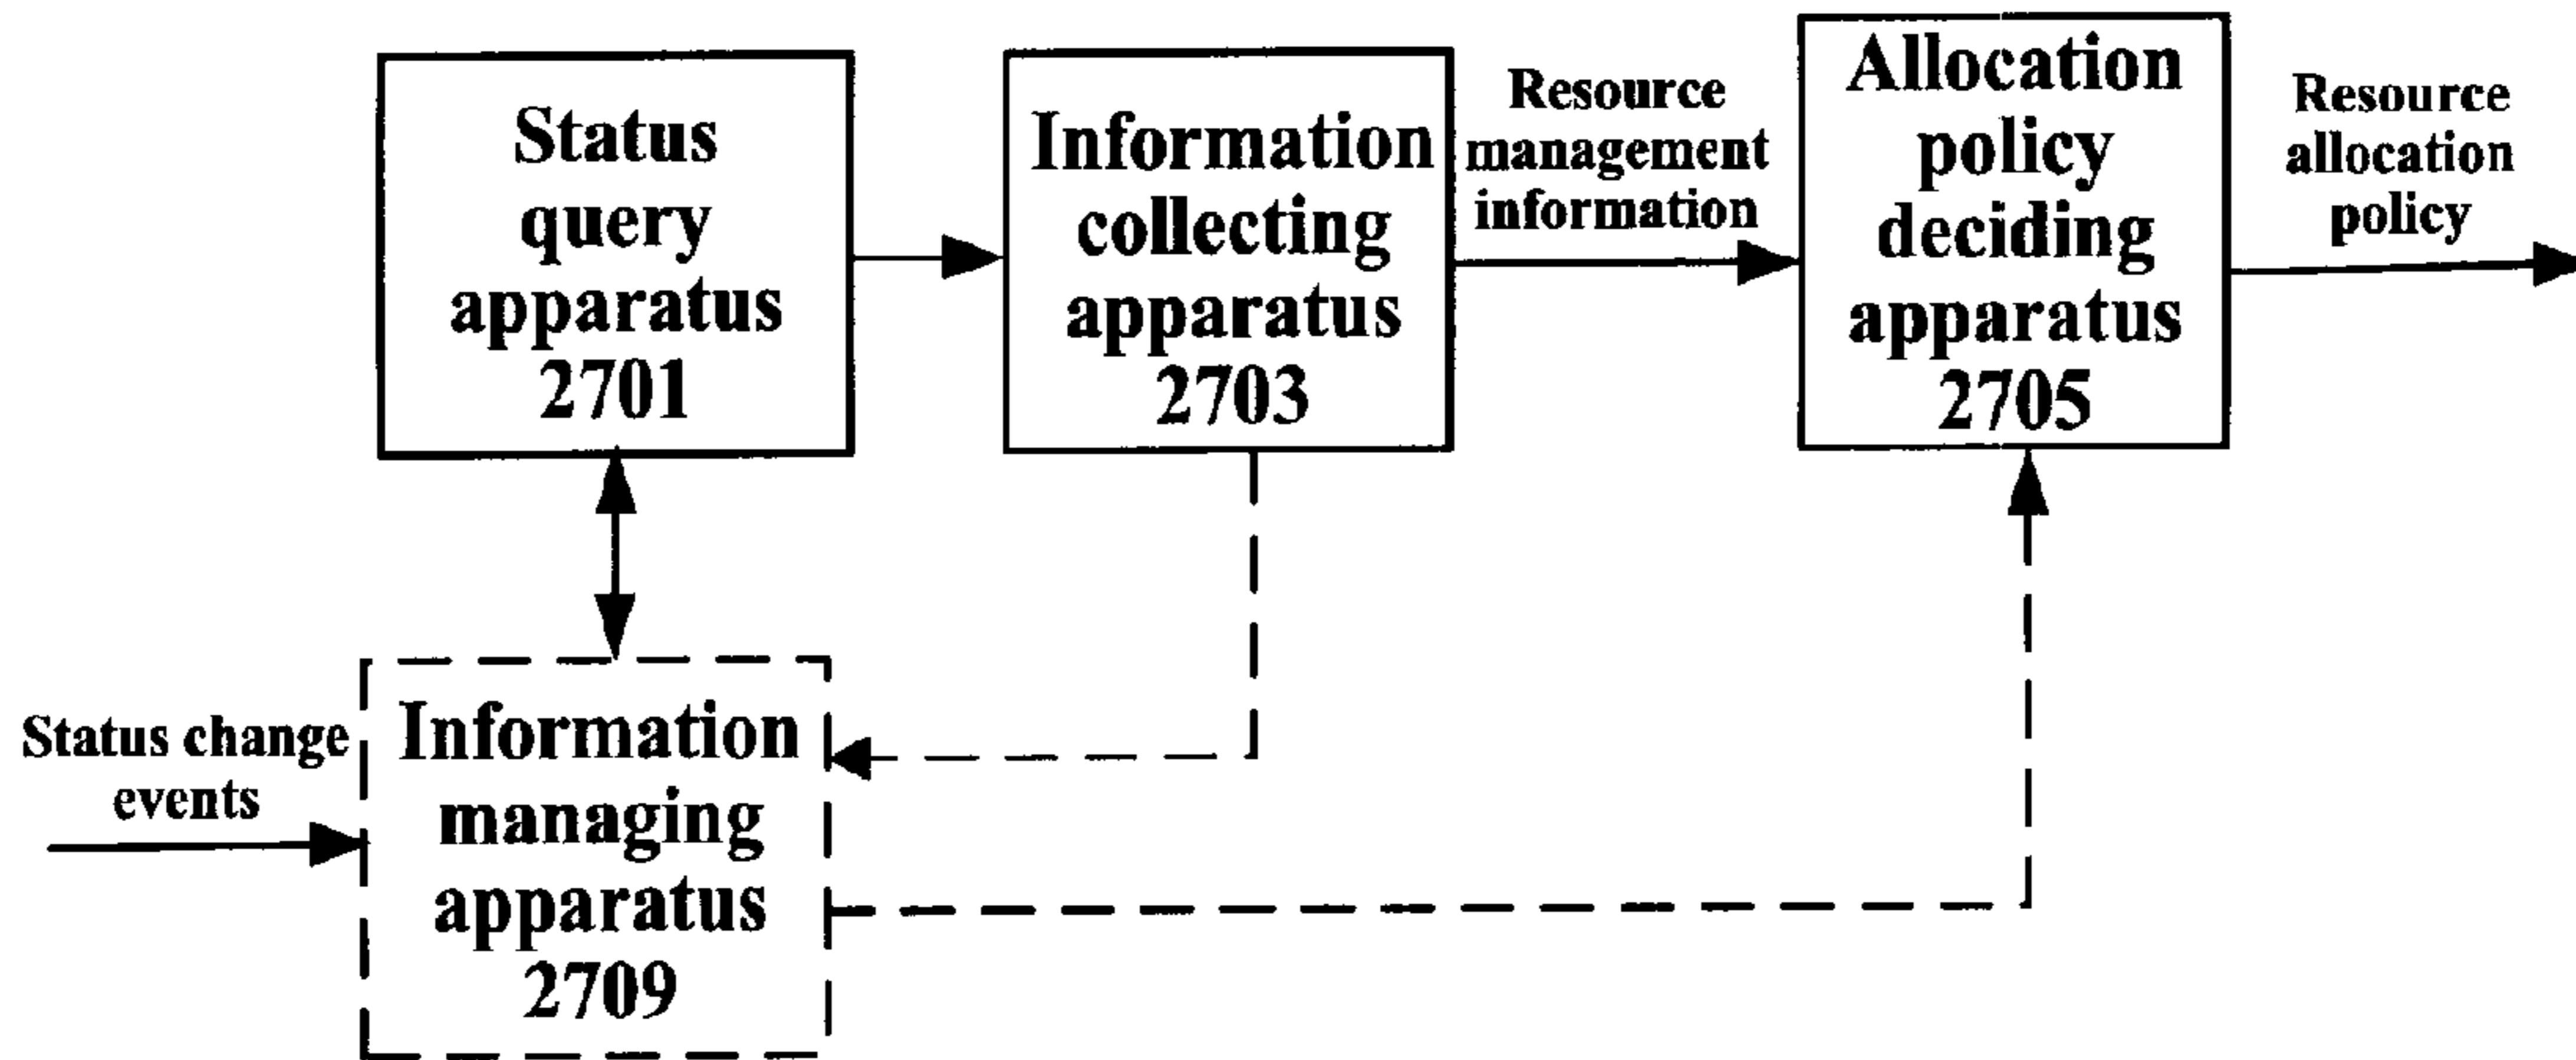 Status
query
apparatus
2701
Information
collecting
apparatus
2703
Resource
management
information
Allocation
policy
deciding
apparatus
2705
Resource
allocation
policy
Status change
events
Information
managing
apparatus
2709